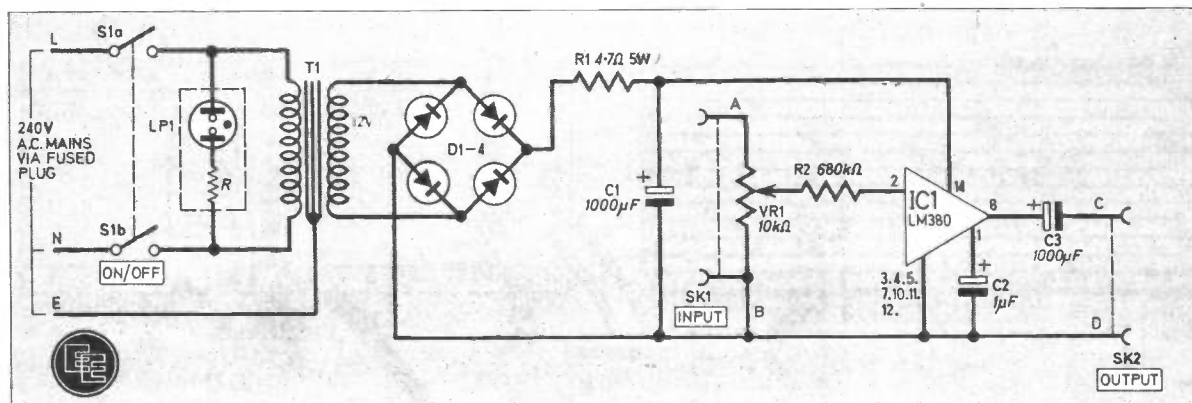 L
S1a
LP1
R
240V
A.C. MAINS
VIA FUSED
PLUG
N
S1b
ON/OFF
E
T1
12V
D1-4
R1 4·7Ω 5W
C1
1000μF
+
A
VR1
10kΩ
SK1
INPUT
B
R2 680kΩ
2
IC1
LM380
14
8
1
3.4.5.
7.10.11.
12.
+
C2
1μF
+
C3
1000μF
C
D
SK2
OUTPUT
EE